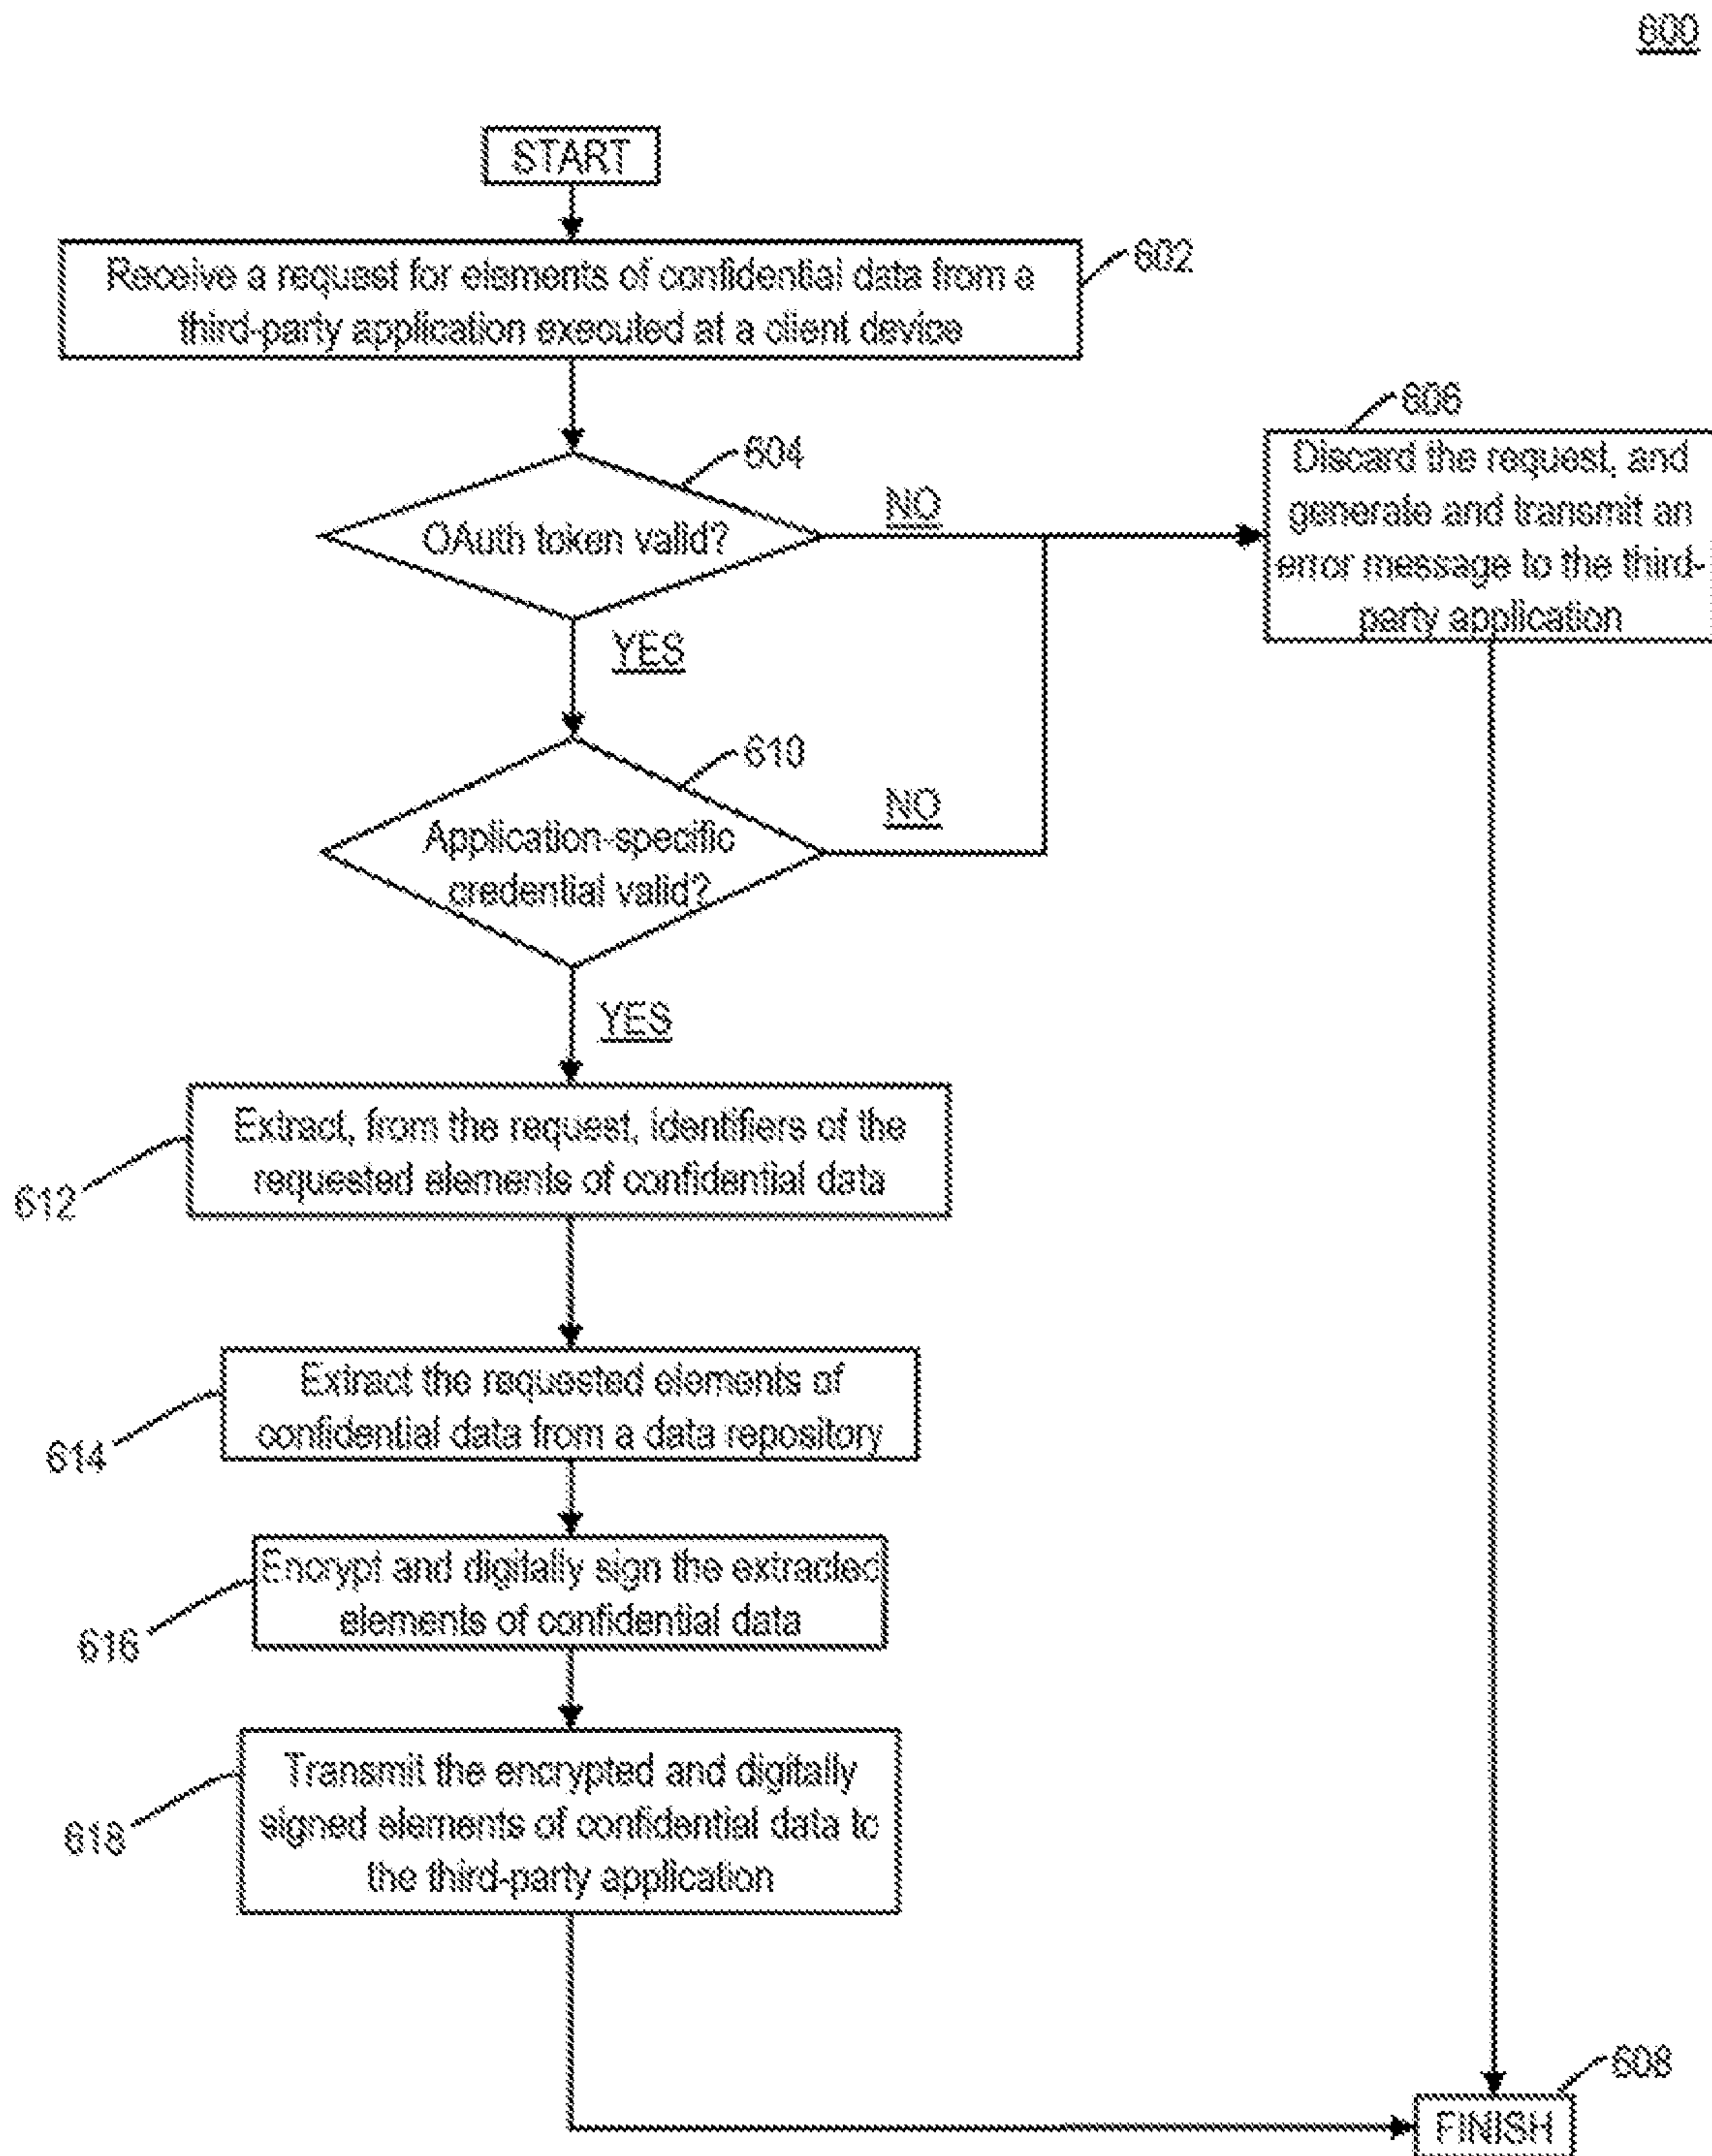 600
START
Receive a request for elements of confidential data from a
third-party application executed at a client device
602
604
OAuth token valid?
NO
606
Discard the request, and
generate and transmit an
error message to the third-
party application
YES
610
Application-specific
credential valid?
NO
YES
Extract, from the request, identifiers of the
requested elements of confidential data
612
Extract the requested elements of
confidential data from a data repository
614
Encrypt and digitally sign the extracted
elements of confidential data
616
Transmit the encrypted and digitally
signed elements of confidential data to
the third-party application
618
608
FINISH